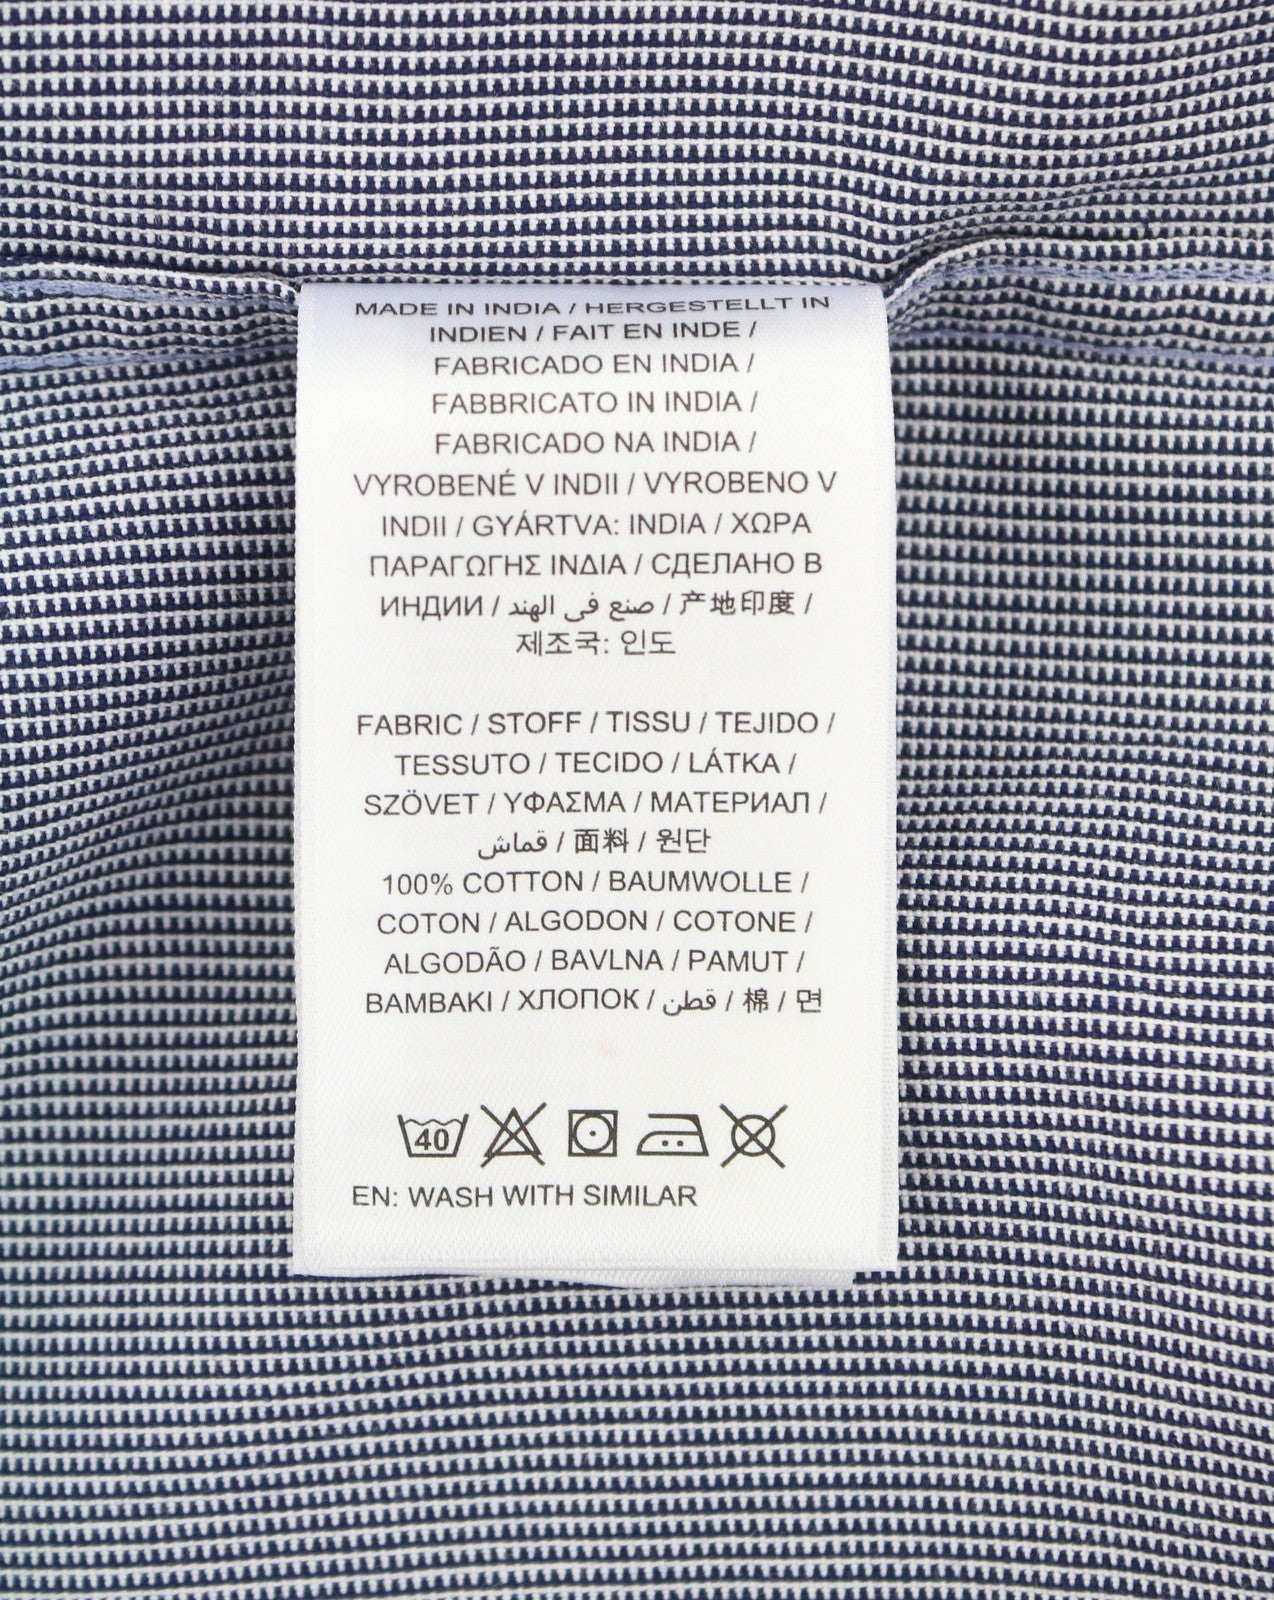 MADE IN INDIA / HERGESTELLT IN
INDIEN / FAIT EN INDE /
FABRICADO EN INDIA /
FABBRICATO IN INDIA /
FABRICADO NA INDIA /
VYROBENÉ V INDII / VYROBENO V
INDII / GYÁRTVA: INDIA / ΧΩΡΑ
ΠΑΡΑΓΩΓΗΣ ΙΝΔΙΑ / СДЕЛАНО В
ИНДИИ / صنع في الهند / 产地印度 /
제조국: 인도
FABRIC / STOFF / TISSU / TEJIDO /
TESSUTO / TECIDO / LÁTKA /
SZÖVET / ΥΦΑΣΜΑ / МАТЕРИАЛ /
قماش / 面料 / 원단
100% COTTON / BAUMWOLLE /
COTON / ALGODON / COTONE /
ALGODÃO / BAVLNA / PAMUT /
BAMBAKI / ХЛОПОК / قطن / 棉 / 면
40
EN: WASH WITH SIMILAR